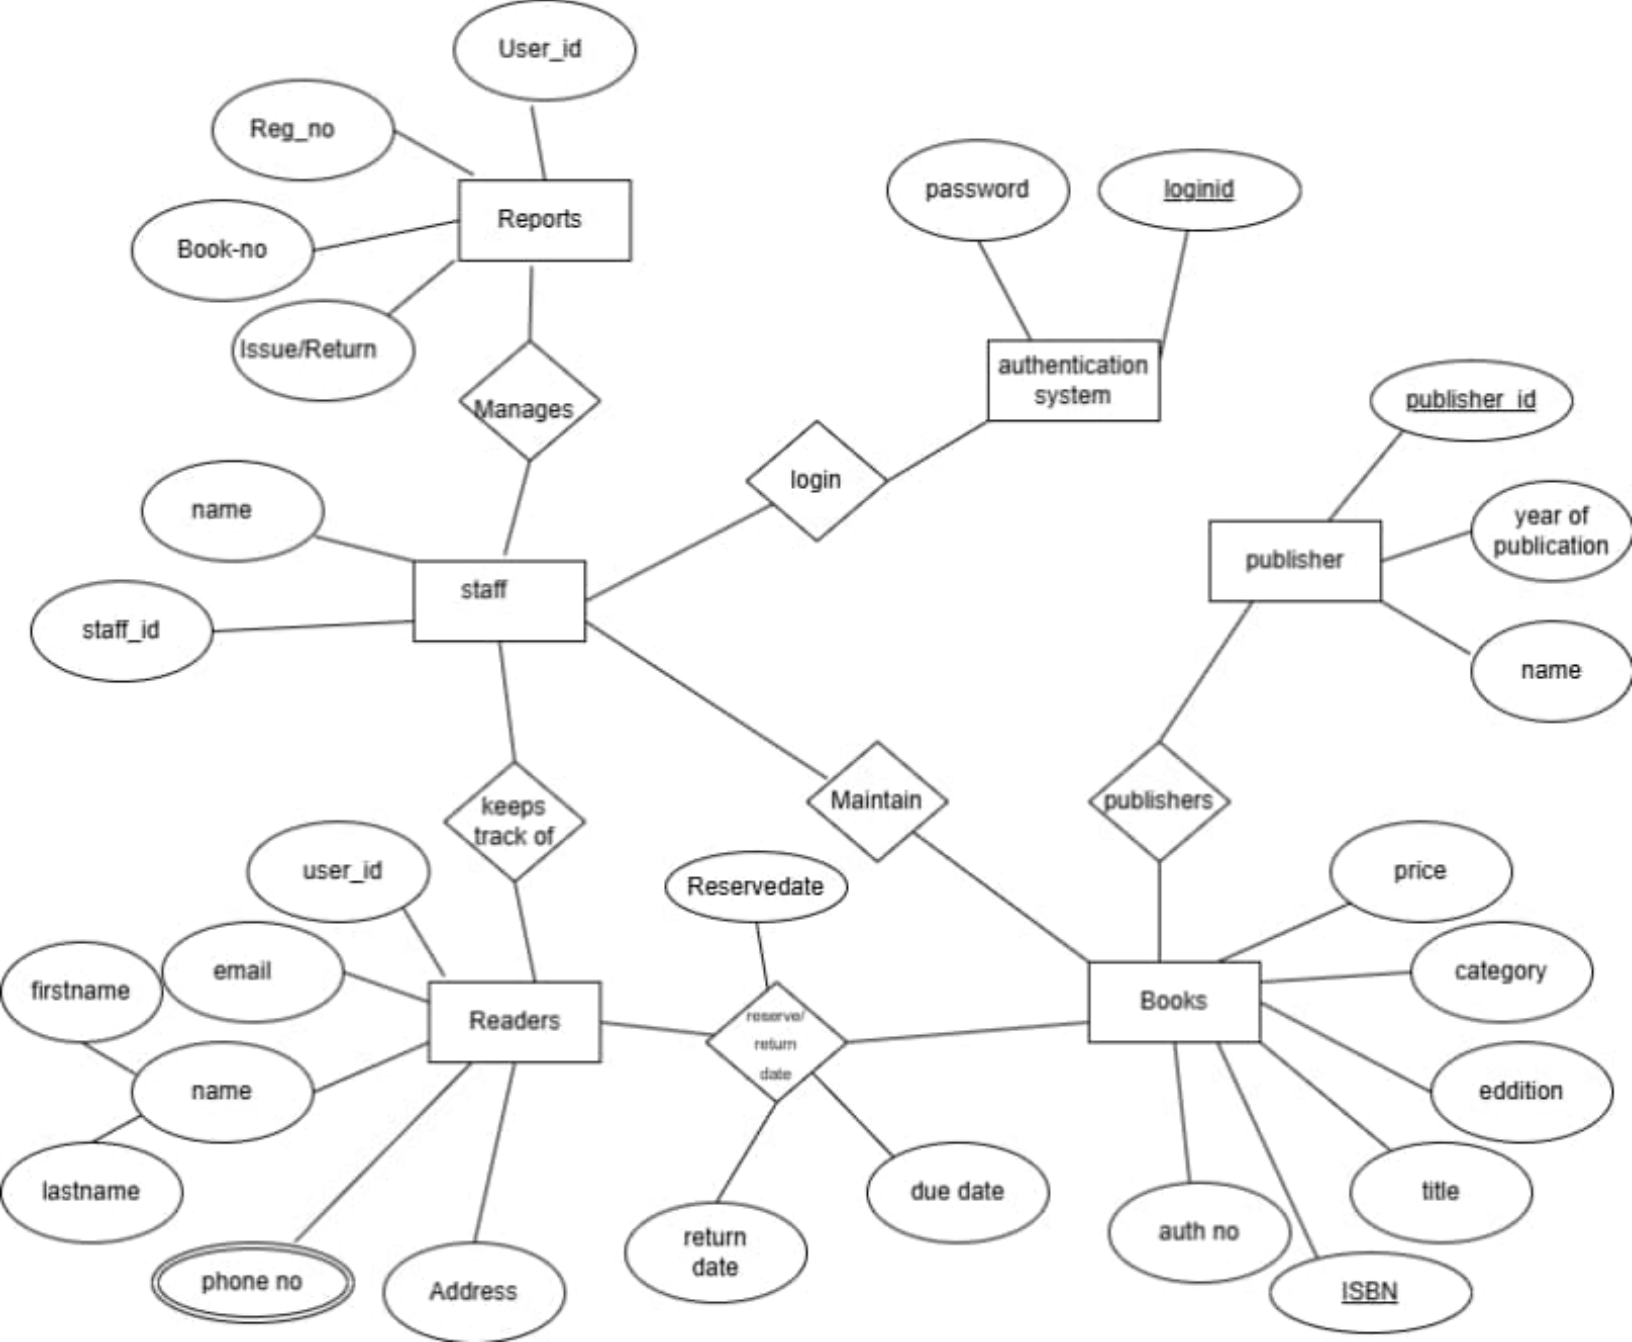 User_id
Reg_no
Reports
Book-no
Issue/Return
Manages
password
loginid
authentication
system
login
publisher_id
year of
publication
publisher
name
name
staff
staff_id
keeps
track of
Maintain
publishers
user_id
email
firstname
name
lastname
Readers
phone no
Address
Reservedate
reserve/
return
date
return
date
due date
Books
price
category
eddition
title
auth no
ISBN